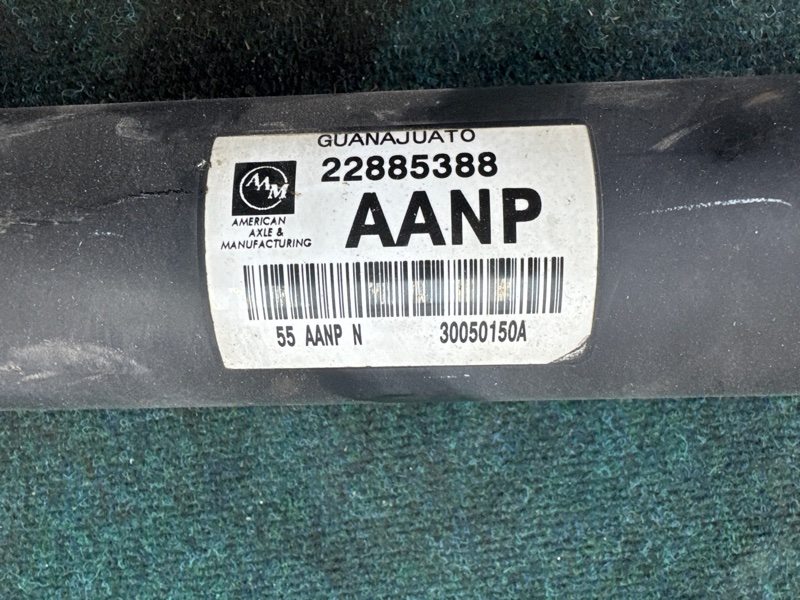 GUANAJUATO
22885388
AAM
AMERICAN
AXLE &
MANUFACTURING
AANP
55 AANP N 30050150A